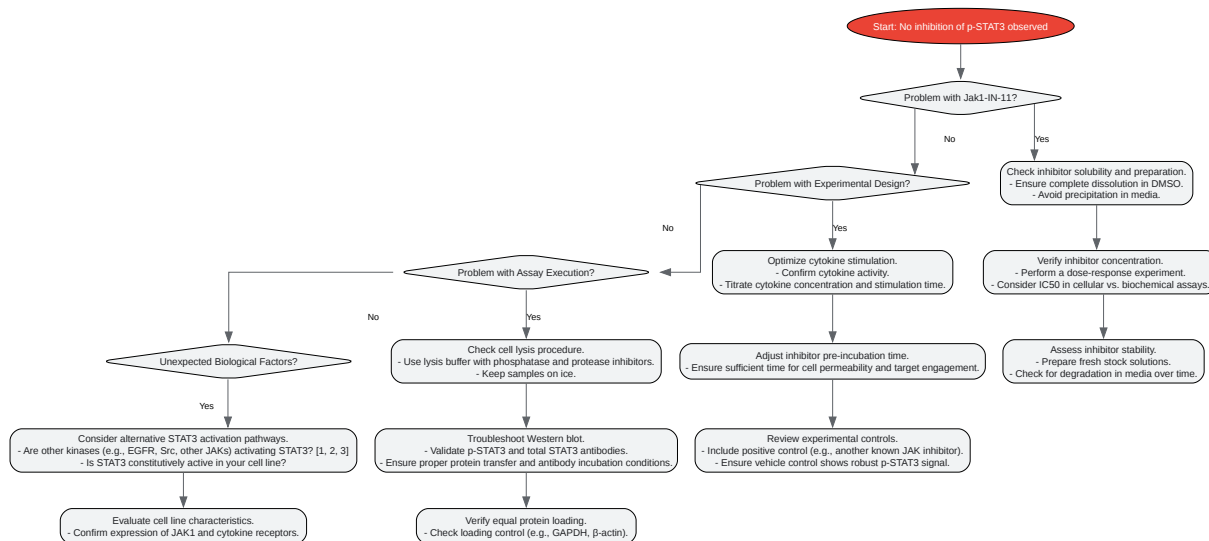 Start: No inhibition of p-STAT3 observed
Problem with Jak1-IN-11?
No
Yes
Problem with Experimental Design?
Check inhibitor solubility and preparation.
- Ensure complete dissolution in DMSO.
- Avoid precipitation in media.
No
Yes
Problem with Assay Execution?
Optimize cytokine stimulation.
- Confirm cytokine activity.
- Titrate cytokine concentration and stimulation time.
Verify inhibitor concentration.
- Perform a dose-response experiment.
- Consider IC50 in cellular vs. biochemical assays.
No
Yes
Unexpected Biological Factors?
Check cell lysis procedure.
- Use lysis buffer with phosphatase and protease inhibitors.
- Keep samples on ice.
Adjust inhibitor pre-incubation time.
- Ensure sufficient time for cell permeability and target engagement.
Assess inhibitor stability.
- Prepare fresh stock solutions.
- Check for degradation in media over time.
Yes
Consider alternative STAT3 activation pathways.
- Are other kinases (e.g., EGFR, Src, other JAKs) activating STAT3? [1, 2, 3]
- Is STAT3 constitutively active in your cell line?
Troubleshoot Western blot.
- Validate p-STAT3 and total STAT3 antibodies.
- Ensure proper protein transfer and antibody incubation conditions.
Review experimental controls.
- Include positive control (e.g., another known JAK inhibitor).
- Ensure vehicle control shows robust p-STAT3 signal.
Evaluate cell line characteristics.
- Confirm expression of JAK1 and cytokine receptors.
Verify equal protein loading.
- Check loading control (e.g., GAPDH, β-actin).